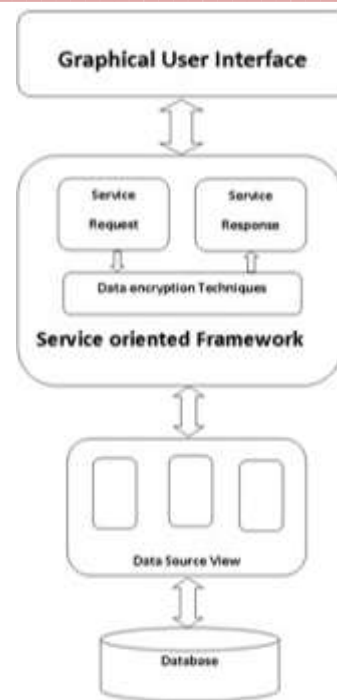 Graphical User Interface
Service
Request
Service
Response
Data encryption Techniques
Service oriented Framework
Data Source View
Database